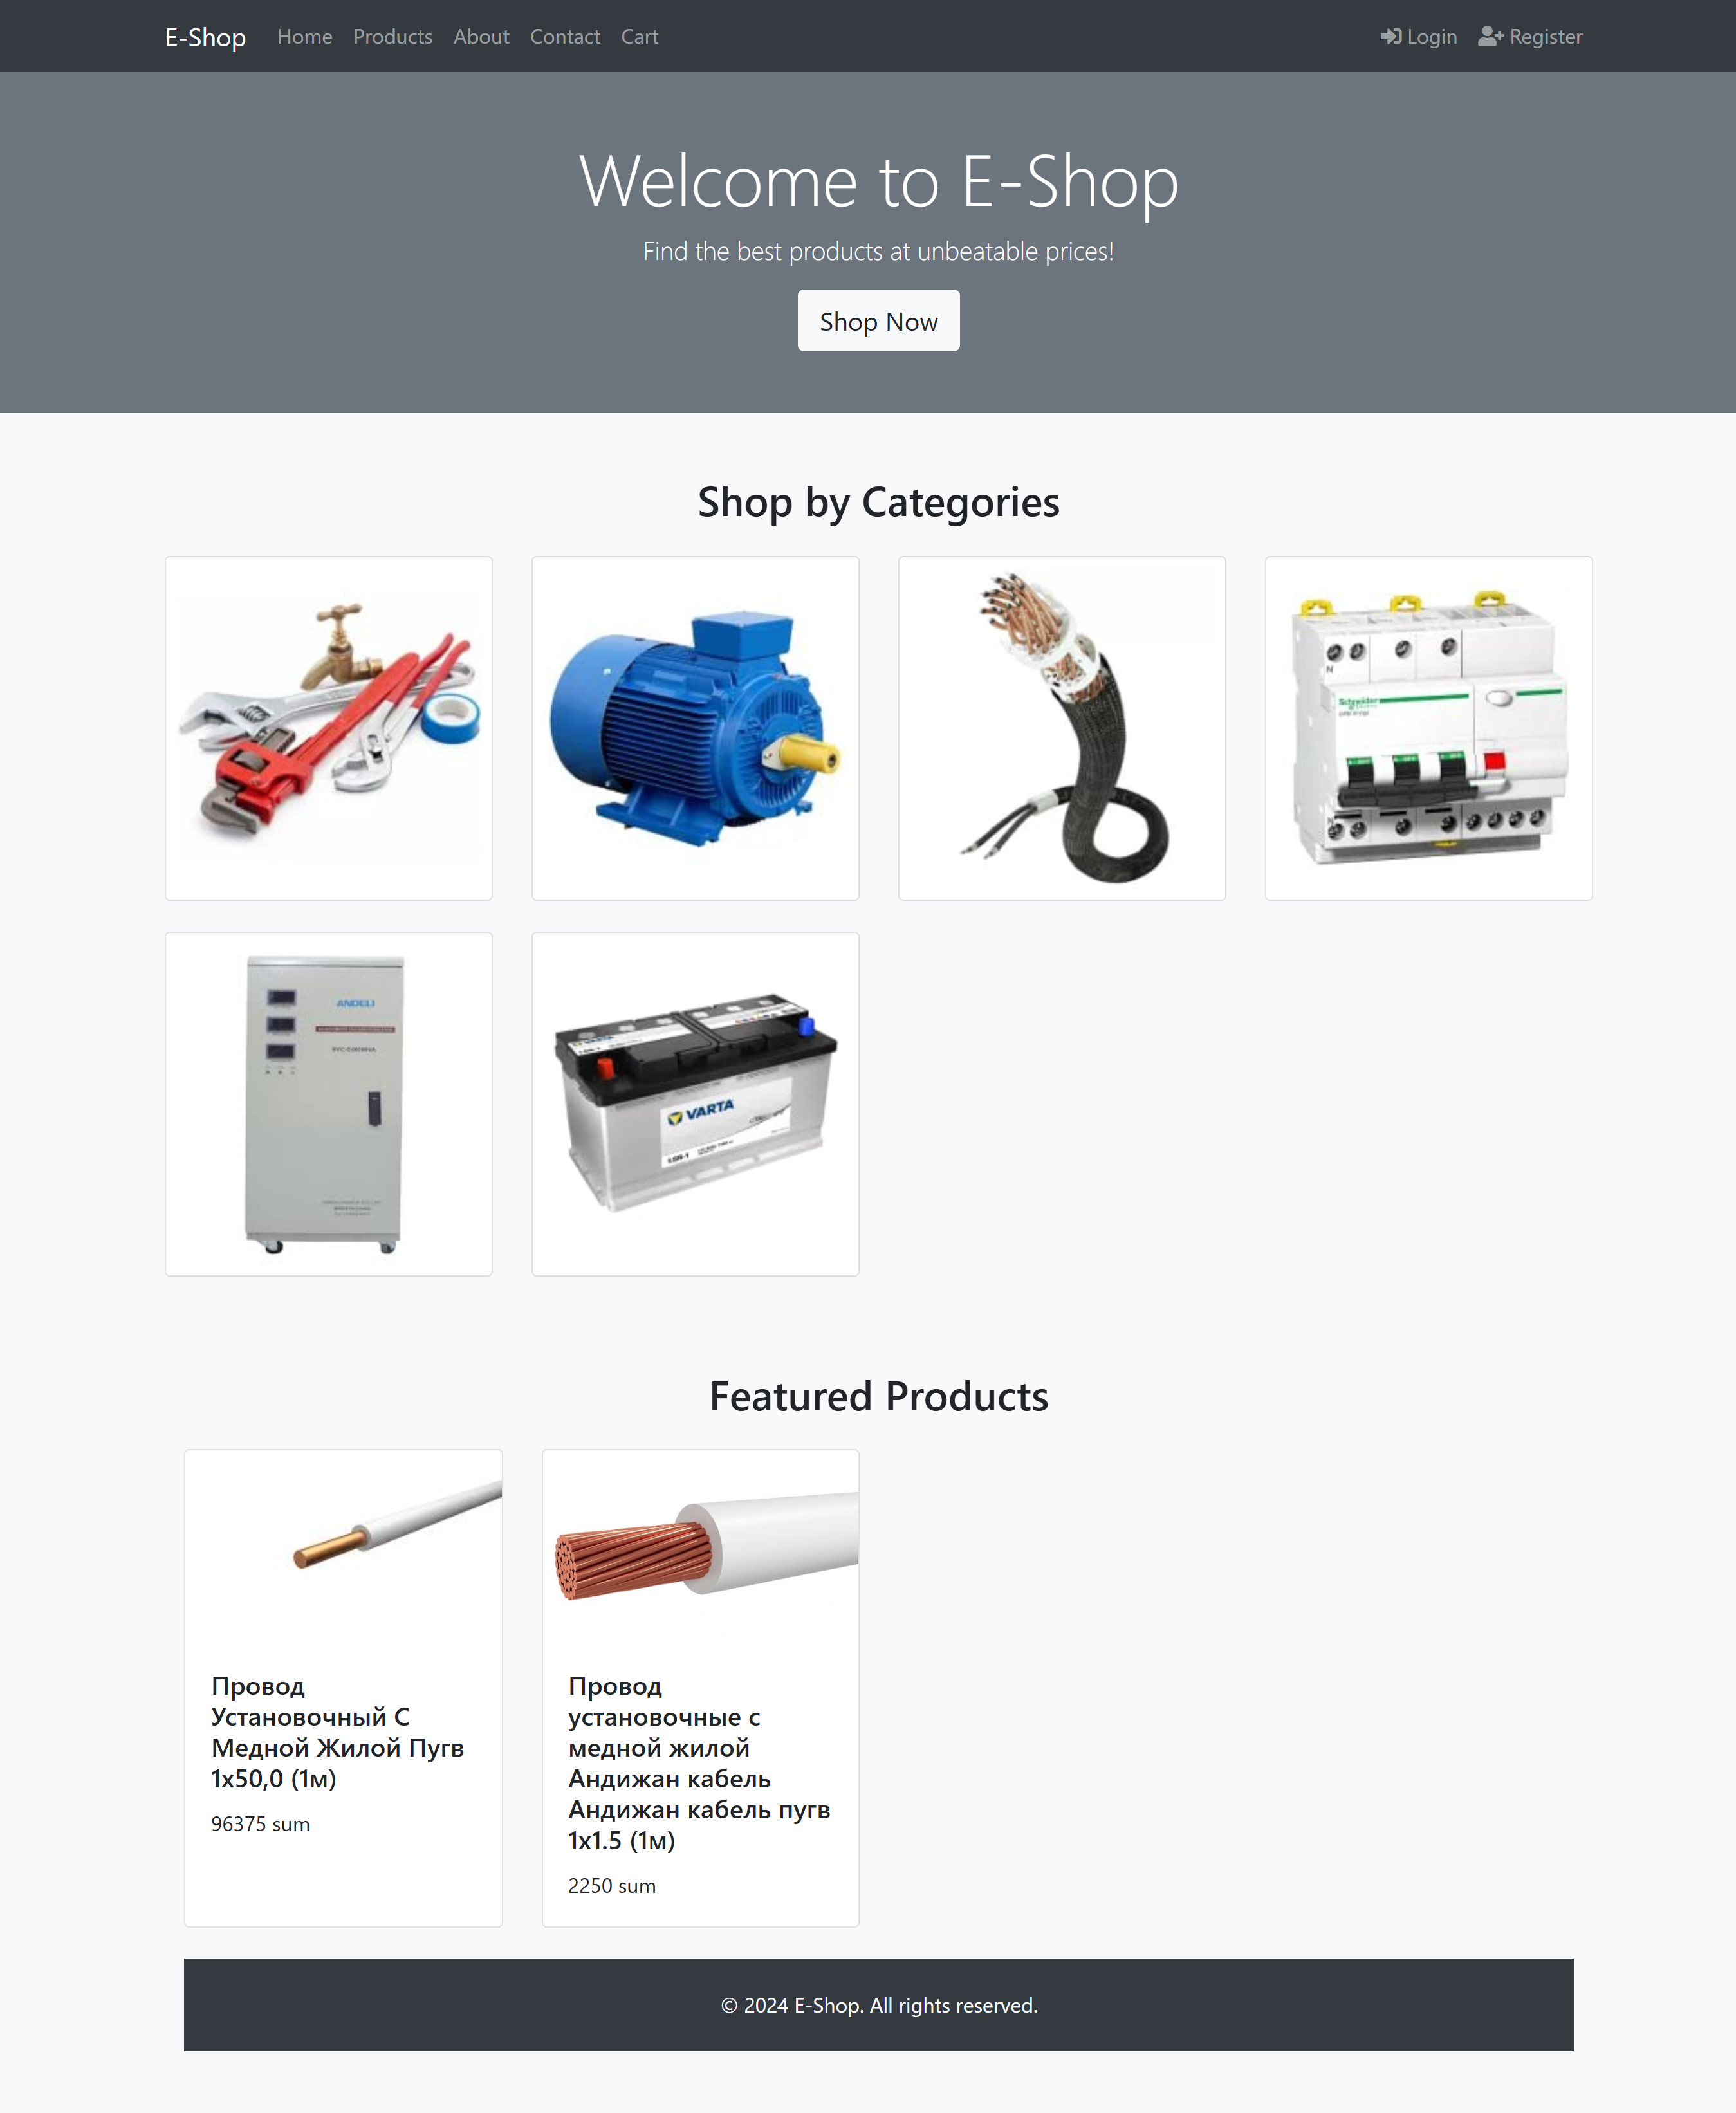 E-Shop Home Products About Contact Cart Login Register
Welcome to E-Shop
Find the best products at unbeatable prices!
Shop Now
Shop by Categories
Schneider
N
N
ANDELI
VARTA
Featured Products
Провод
Установочный С
Медной Жилой Пугв
1х50,0 (1м)
96375 sum
Провод
установочные с
медной жилой
Андижан кабель
Андижан кабель пугв
1x1.5 (1м)
2250 sum
© 2024 E-Shop. All rights reserved.